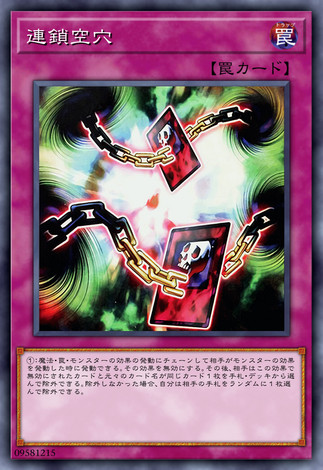 連鎖空穴
トラップ
罠
【罠カード】
①:魔法・罠・モンスターの効果の発動にチェーンして相手がモンスターの効果
を発動した時に発動できる。その効果を無効にする。その後、相手はこの効果で
無効にされたカードと元々のカード名が同じカード1枚を手札・デッキから選
んで除外できる。除外しなかった場合、自分は相手の手札をランダムに1枚選
んで除外できる。
09581215